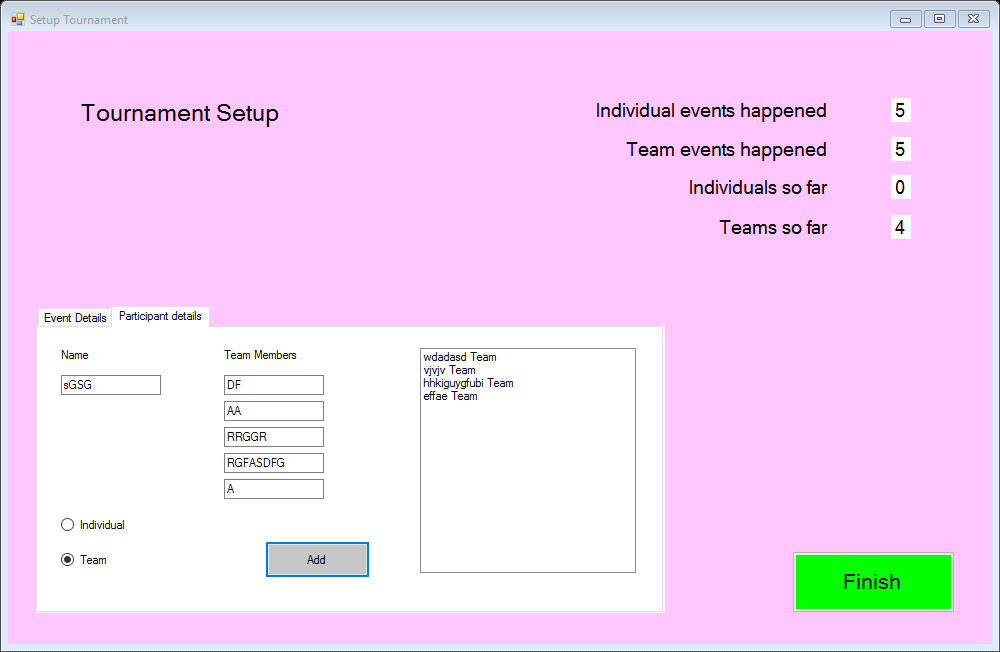 Setup Tournament
Tournament Setup
Individual events happened 5
Team events happened 5
Individuals so far 0
Teams so far 4
Event Details Participant details
Name
sGSG
Team Members
DF
AA
RRGGR
RGFASDFG
A
Individual
Team
Add
wdadasd Team
vjvjv Team
hhkiguygfubi Team
effae Team
Finish